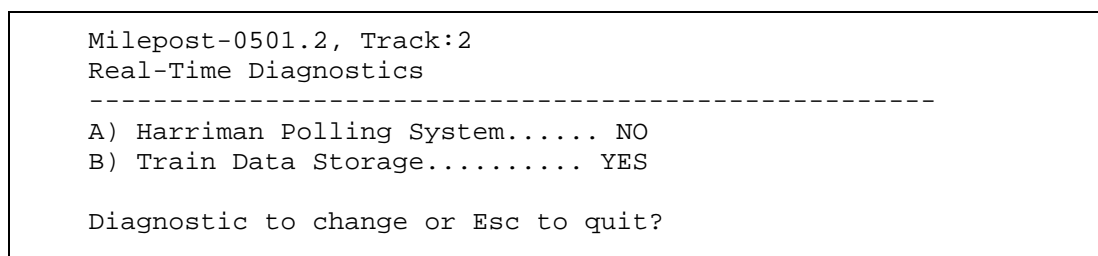 Milepost-0501.2, Track:2
Real-Time Diagnostics
-----------------------------------------------------
A) Harriman Polling System...... NO
B) Train Data Storage.......... YES
Diagnostic to change or Esc to quit?